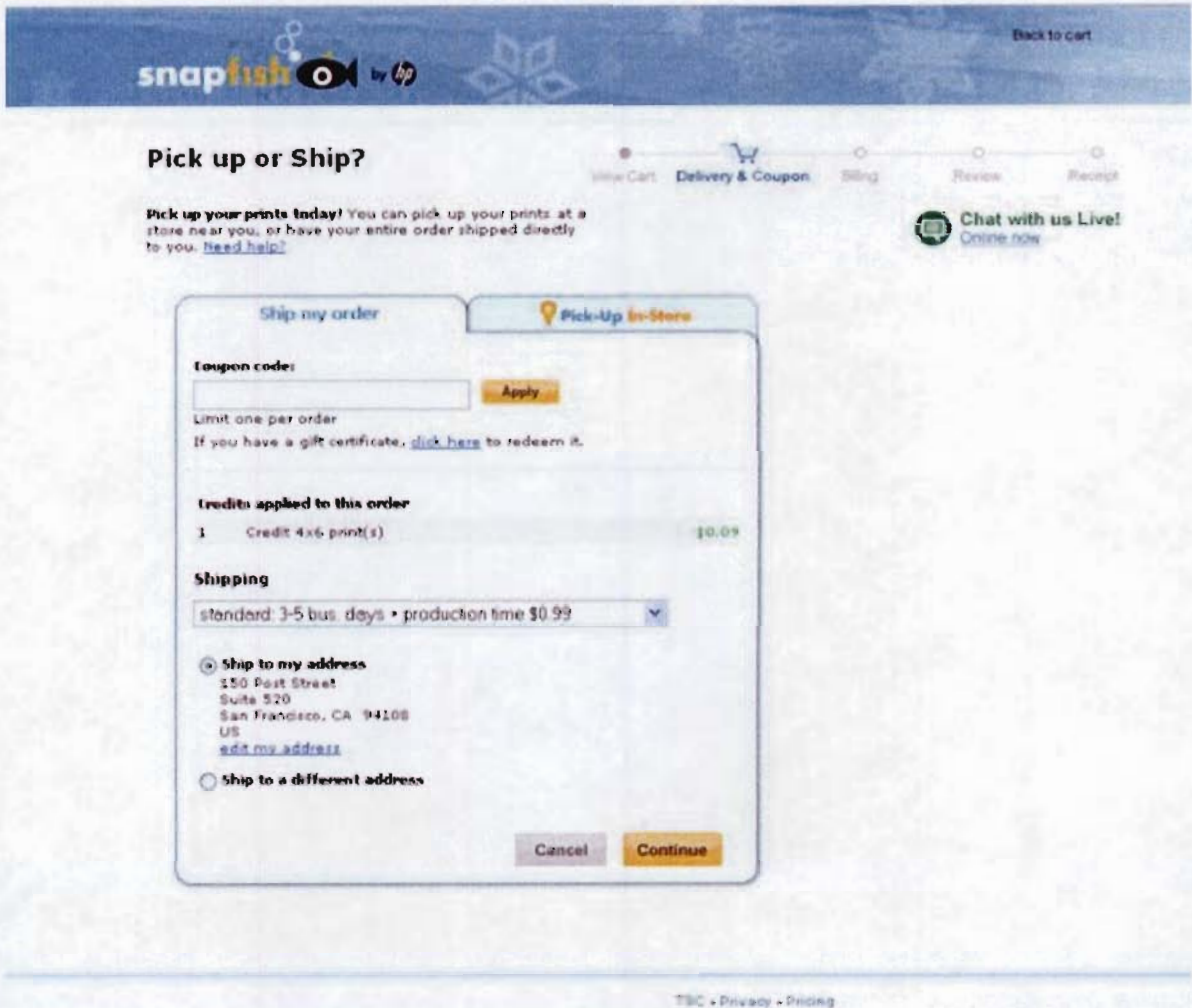 Back to cart
snapfish by hp
Pick up or Ship?
View Cart Delivery & Coupon Billing Review Receipt
Pick up your prints today! You can pick up your prints at a
store near you, or have your entire order shipped directly
to you. Need help?
Chat with us Live!
Online now
Ship my order
Pick-Up In-Store
Coupon code:
Apply
Limit one per order
If you have a gift certificate, click here to redeem it.
Credits applied to this order
1 Credit 4x6 print(s) $0.09
Shipping
standard: 3-5 bus. days • production time $0.99
Ship to my address
150 Post Street
Suite 520
San Francisco, CA 94108
US
edit my address
Ship to a different address
Cancel Continue
T&C • Privacy • Pricing